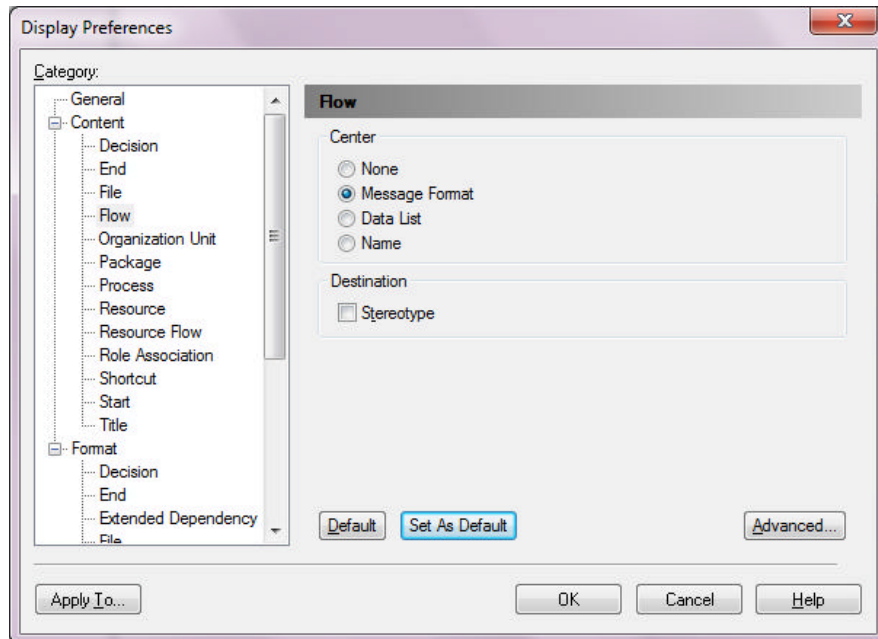 Display Preferences
Category:
General
Content
Decision
End
File
Flow
Organization Unit
Package
Process
Resource
Resource Flow
Role Association
Shortcut
Start
Title
Format
Decision
End
Extended Dependency
File
Flow
Center
None
Message Format
Data List
Name
Destination
Stereotype
Default
Set As Default
Advanced...
Apply To...
OK
Cancel
Help